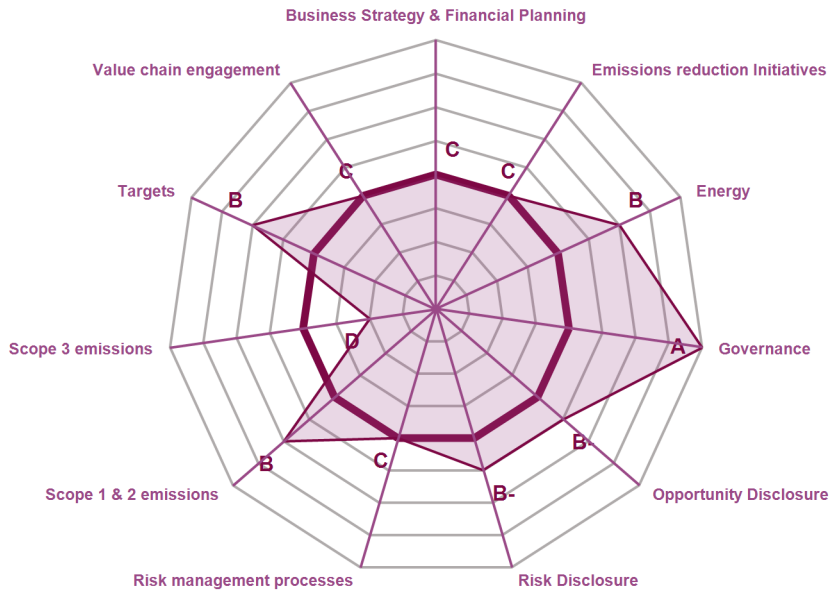 Business Strategy & Financial Planning
Value chain engagement
Emissions reduction Initiatives
C
C
C
Targets
B
B
Energy
D
A
Scope 3 emissions
Governance
B-
C
B
B-
Scope 1 & 2 emissions
Opportunity Disclosure
Risk management processes
Risk Disclosure